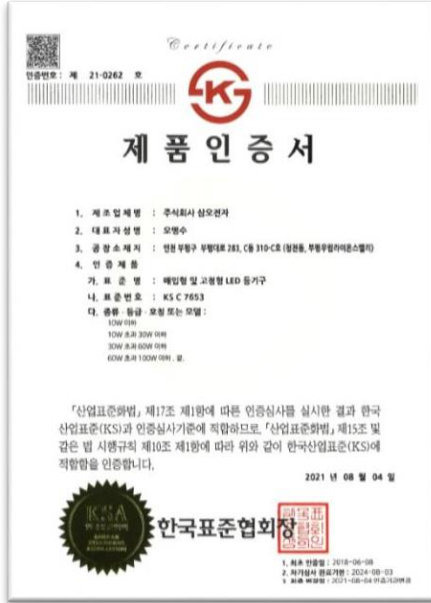 Certificate
인증번호 : 제 21-0262 호
제품인증서
1. 제조업체명 : 주식회사 삼오전자
2. 대표자성명 : 오명수
3. 공장소재지 : 인천 부평구 부평대로 283, C동 310-C호 (청천동, 부평우림라이온스밸리)
4. 인증제품
가. 표준명 : 매입형 및 고정형 LED 등기구
나. 표준번호 : KS C 7653
다. 종류·등급·호칭 또는 모델 :
10W 이하
10W 초과 30W 이하
30W 초과 60W 이하
60W 초과 100W 이하. 끝.
「산업표준화법」 제17조 제1항에 따른 인증심사를 실시한 결과 한국
산업표준(KS)과 인증심사기준에 적합하므로, 「산업표준화법」 제15조 및
같은 법 시행규칙 제10조 제1항에 따라 위와 같이 한국산업표준(KS)에
적합함을 인증합니다.
2021 년 08 월 04 일
KSA
한국표준협회장
1. 최초 인증일 : 2018-06-08
2. 차기심사 완료기한 : 2024-08-03